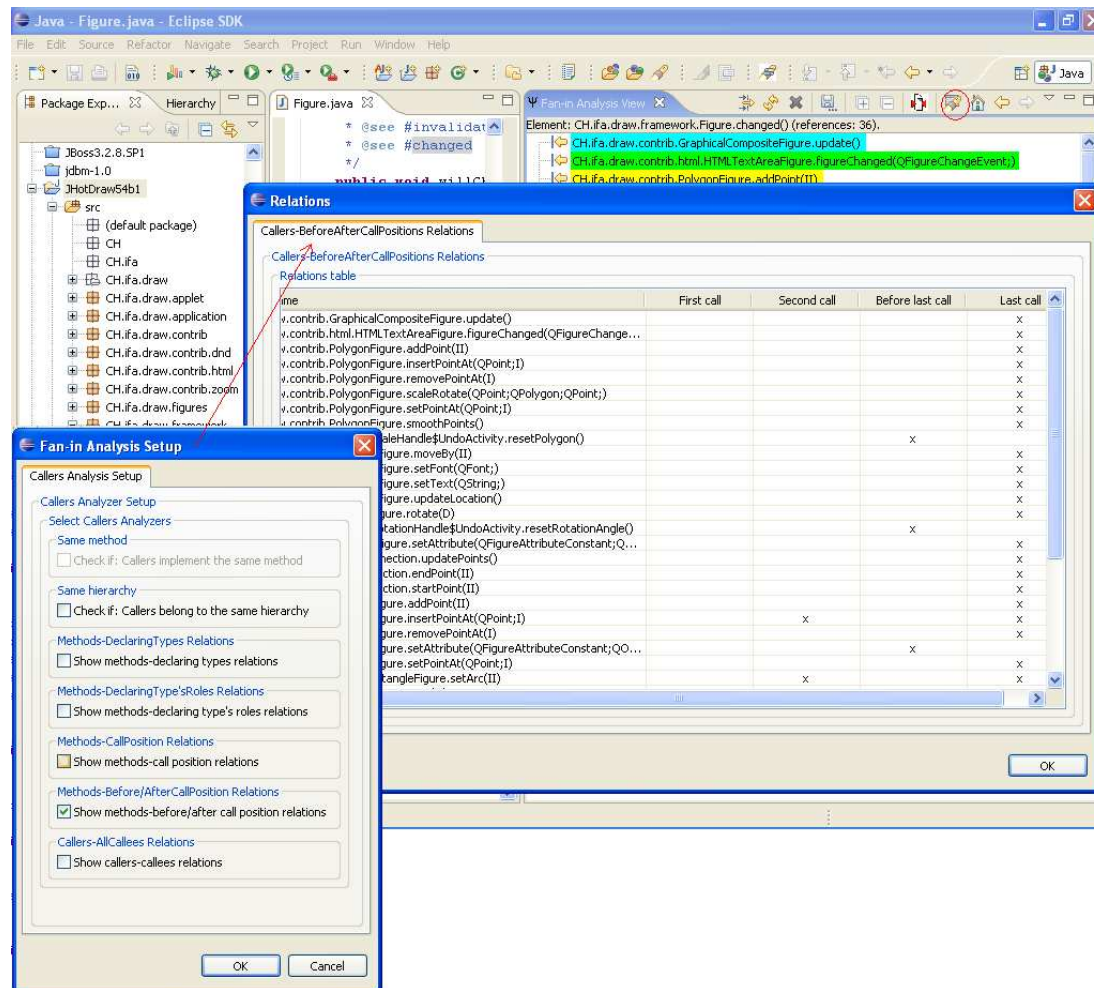 Java - Figure.java - Eclipse SDK
File Edit Source Refactor Navigate Search Project Run Window Help
Java
Package Exp...
Hierarchy
Figure.java
Fan-in Analysis View
* @see #invalidat
* @see #changed
*/
public void willCh
Element: CH.ifa.draw.framework.Figure.changed() (references: 36).
CH.ifa.draw.contrib.GraphicalCompositeFigure.update()
CH.ifa.draw.contrib.html.HTMLTextAreaFigure.figureChanged(QFigureChangeEvent;)
CH.ifa.draw.contrib.PolygonFigure.addPoint(II)
JBoss3.2.8.SP1
jdbm-1.0
JHotDraw54b1
src
(default package)
CH
CH.ifa
CH.ifa.draw
CH.ifa.draw.applet
CH.ifa.draw.application
CH.ifa.draw.contrib
CH.ifa.draw.contrib.dnd
CH.ifa.draw.contrib.html
CH.ifa.draw.contrib.zoom
CH.ifa.draw.figures
CH.ifa.draw.framework
Relations
Callers-BeforeAfterCallPositions Relations
Callers-BeforeAfterCallPositions Relations
Relations table
ame First call Second call Before last call Last call
v.contrib.GraphicalCompositeFigure.update() x
v.contrib.html.HTMLTextAreaFigure.figureChanged(QFigureChange... x
v.contrib.PolygonFigure.addPoint(II) x
v.contrib.PolygonFigure.insertPointAt(QPoint;I) x
v.contrib.PolygonFigure.removePointAt(I) x
v.contrib.PolygonFigure.scaleRotate(QPoint;QPolygon;QPoint;) x
v.contrib.PolygonFigure.setPointAt(QPoint;I) x
v.contrib.PolygonFigure.smoothPoints() x
aleHandle$UndoActivity.resetPolygon() x
igure.moveBy(II) x
igure.setFont(QFont;) x
igure.setText(QString;) x
igure.updateLocation() x
gure.rotate(D) x
otationHandle$UndoActivity.resetRotationAngle() x
igure.setAttribute(QFigureAttributeConstant;Q... x
nection.updatePoints() x
ction.endPoint(II) x
ction.startPoint(II) x
gure.addPoint(II) x
gure.insertPointAt(QPoint;I) x x
gure.removePointAt(I) x
gure.setAttribute(QFigureAttributeConstant;QO... x
gure.setPointAt(QPoint;I) x
tangleFigure.setArc(II) x x
OK
Fan-in Analysis Setup
Callers Analysis Setup
Callers Analyzer Setup
Select Callers Analyzers
Same method
Check if: Callers implement the same method
Same hierarchy
Check if: Callers belong to the same hierarchy
Methods-DeclaringTypes Relations
Show methods-declaring types relations
Methods-DeclaringType'sRoles Relations
Show methods-declaring type's roles relations
Methods-CallPosition Relations
Show methods-call position relations
Methods-Before/AfterCallPosition Relations
Show methods-before/after call position relations
Callers-AllCallees Relations
Show callers-callees relations
OK Cancel